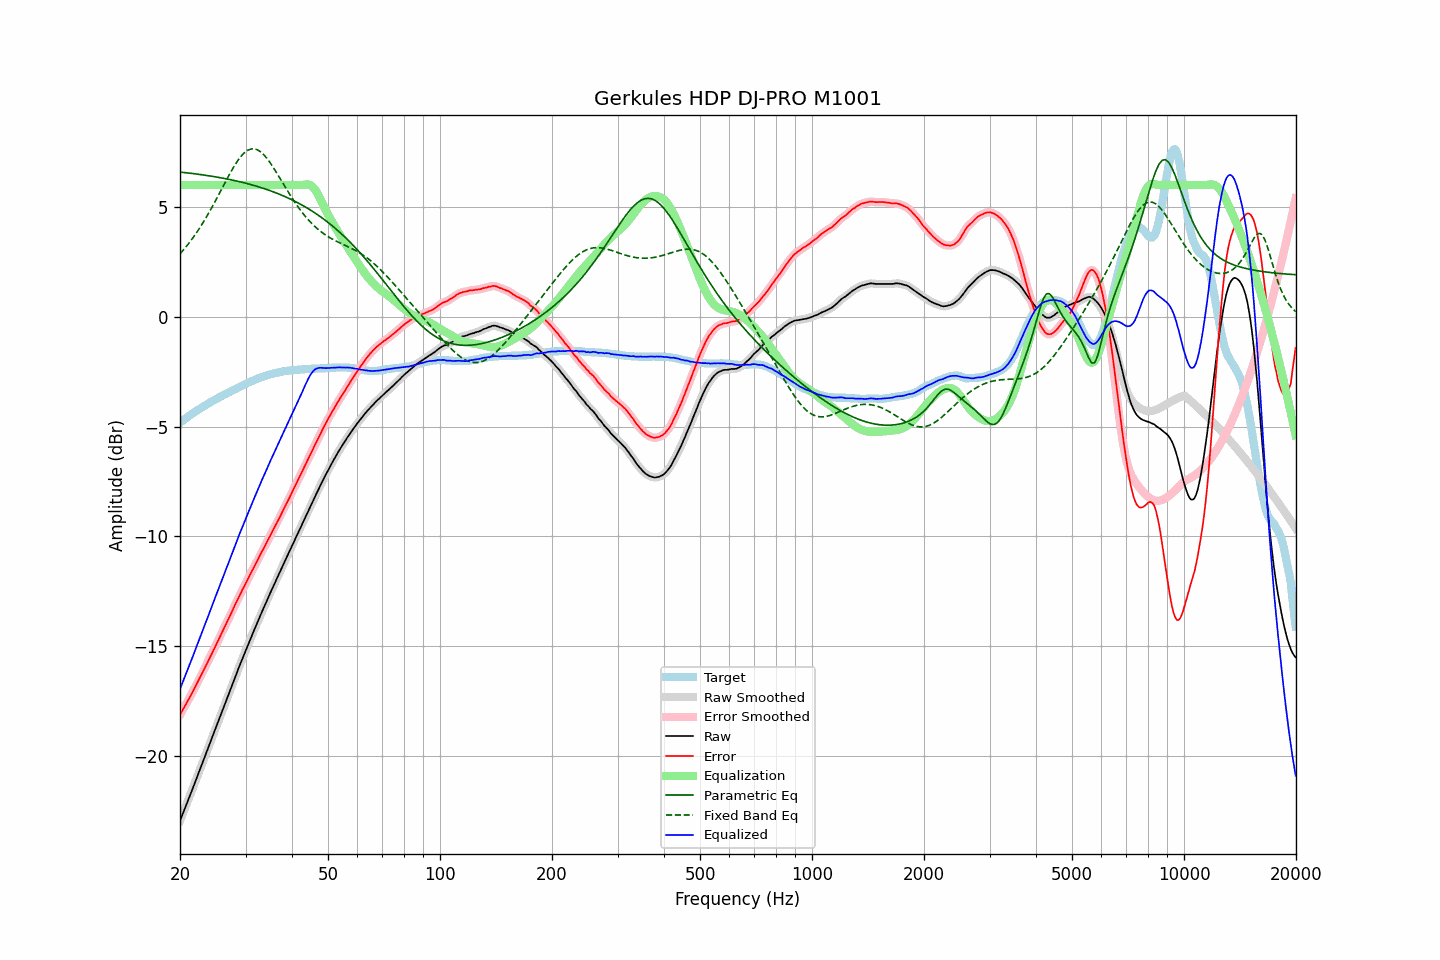 Gerkules HDP DJ-PRO M1001
Amplitude (dBr)
5
0
−5
−10
−15
−20
Target
Raw Smoothed
Error Smoothed
Raw
Error
Equalization
Parametric Eq
Fixed Band Eq
Equalized
20 50 100 200 500 1000 2000 5000 10000 20000
Frequency (Hz)